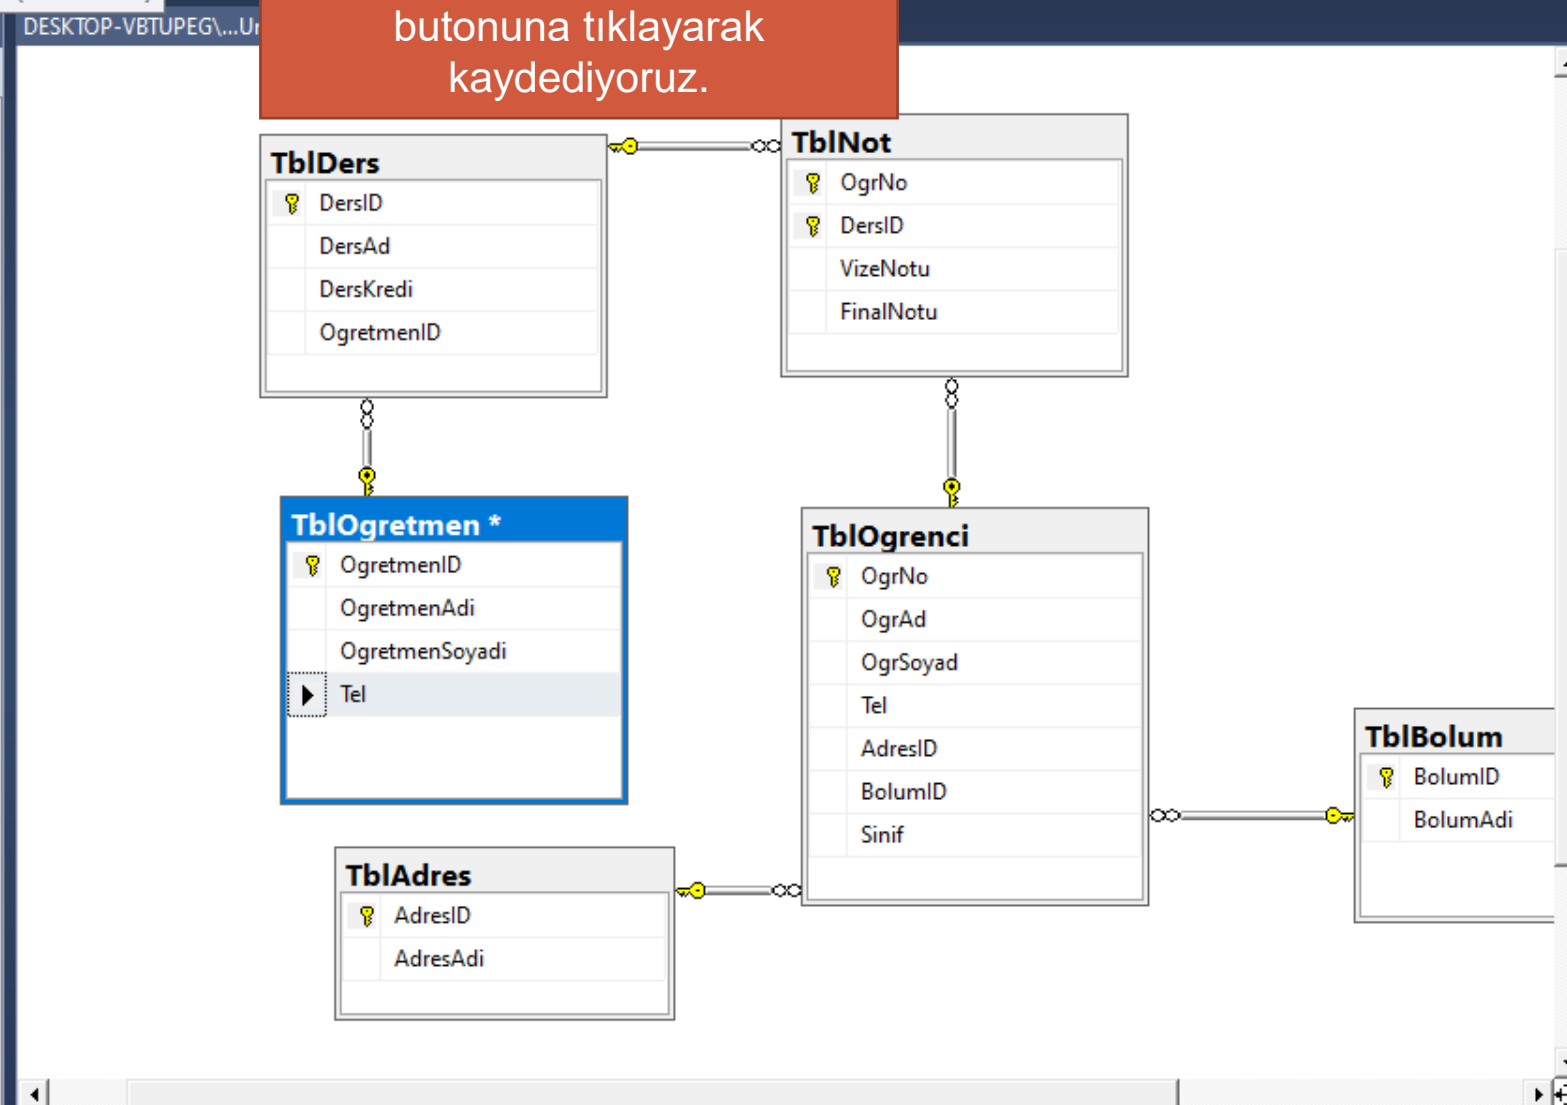 DESKTOP-VBTUPEG\...Ur
butonuna tıklayarak
kaydediyoruz.
TblDers
DersID
DersAd
DersKredi
OgretmenID
TblNot
OgrNo
DersID
VizeNotu
FinalNotu
TblOgretmen *
OgretmenID
OgretmenAdi
OgretmenSoyadi
Tel
TblOgrenci
OgrNo
OgrAd
OgrSoyad
Tel
AdresID
BolumID
Sinif
TblBolum
BolumID
BolumAdi
TblAdres
AdresID
AdresAdi